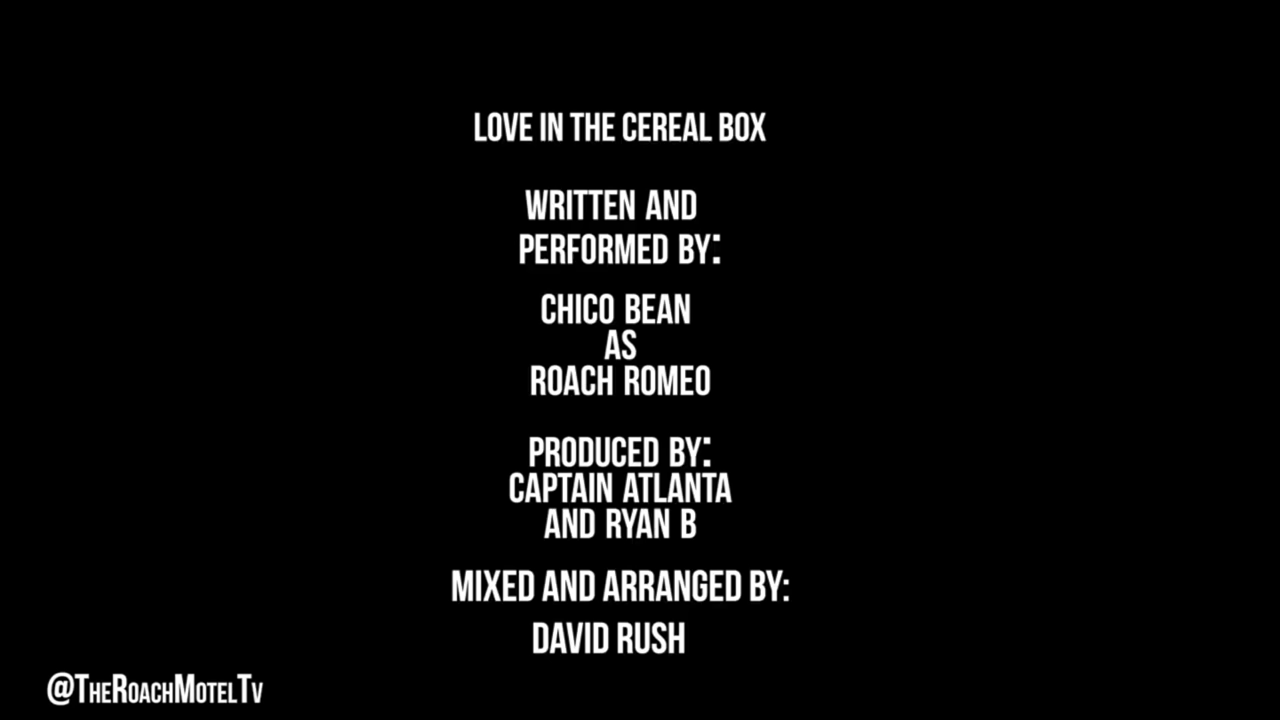 LOVE IN THE CEREAL BOX
WRITTEN AND
PERFORMED BY:
CHICO BEAN
AS
ROACH ROMEO
PRODUCED BY:
CAPTAIN ATLANTA
AND RYAN B
MIXED AND ARRANGED BY:
DAVID RUSH
@TheRoachMotelTv